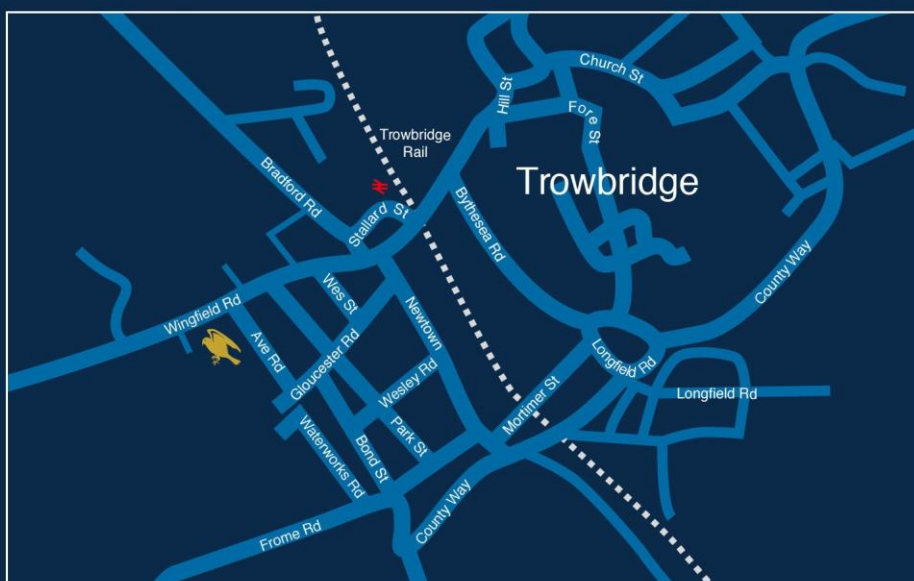 Church St
Hill St
Fore St
Trowbridge
Rail
Bradford Rd
Trowbridge
Stallard St
Bythesea Rd
County Way
Wes St
Wingfield Rd
Newtown
Ave Rd
Gloucester Rd
Longfield Rd
Wesley Rd
Longfield Rd
Mortimer St
Park St
Waterworks Rd
Bond St
County Way
Frome Rd